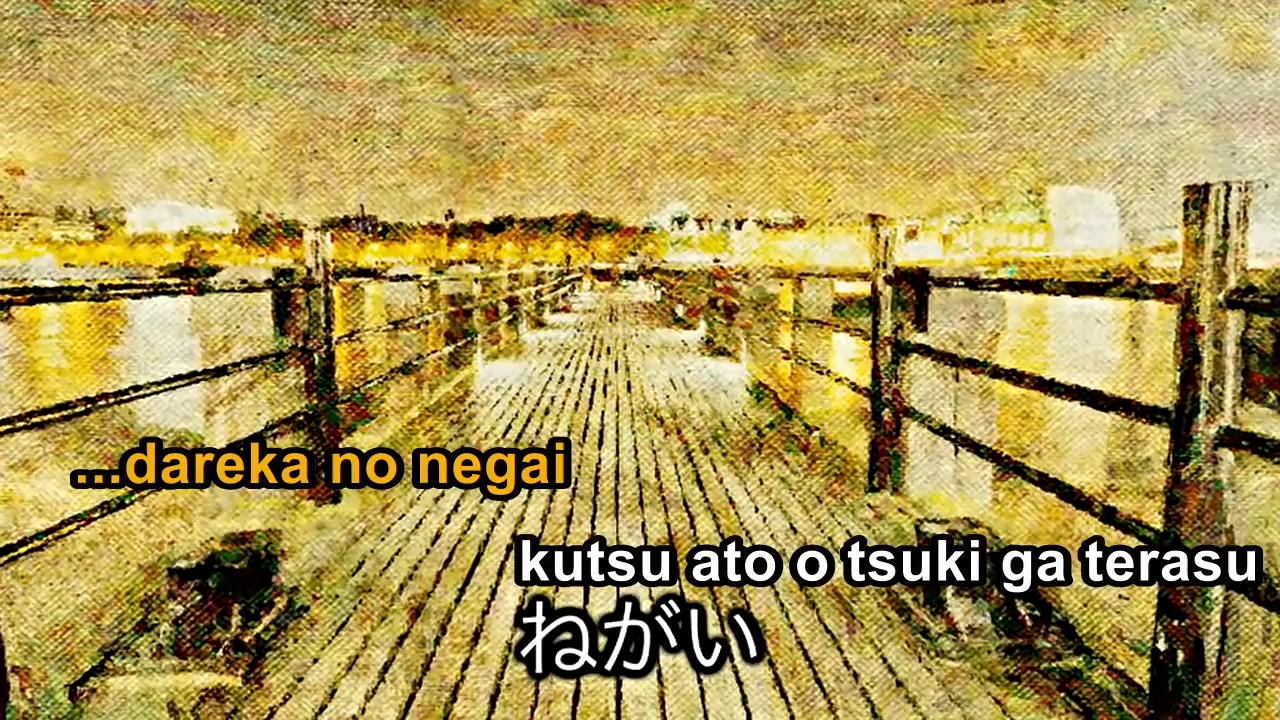 ...dareka no negai
kutsu ato o tsuki ga terasu
ねがい